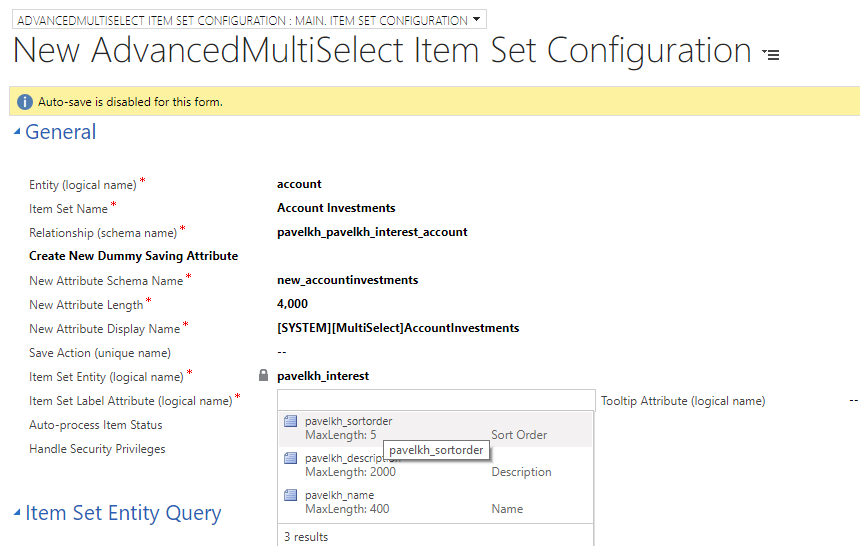 ADVANCEDMULTISELECT ITEM SET CONFIGURATION : MAIN. ITEM SET CONFIGURATION
New AdvancedMultiSelect Item Set Configuration
Auto-save is disabled for this form.
General
Entity (logical name) * account
Item Set Name * Account Investments
Relationship (schema name) * pavelkh_pavelkh_interest_account
Create New Dummy Saving Attribute
New Attribute Schema Name * new_accountinvestments
New Attribute Length * 4,000
New Attribute Display Name * [SYSTEM][MultiSelect]AccountInvestments
Save Action (unique name) --
Item Set Entity (logical name) * pavelkh_interest
Item Set Label Attribute (logical name) * Tooltip Attribute (logical name) --
Auto-process Item Status
Handle Security Privileges
pavelkh_sortorder
MaxLength: 5 Sort Order
pavelkh_sortorder
pavelkh_description
MaxLength: 2000 Description
pavelkh_name
MaxLength: 400 Name
3 results
Item Set Entity Query